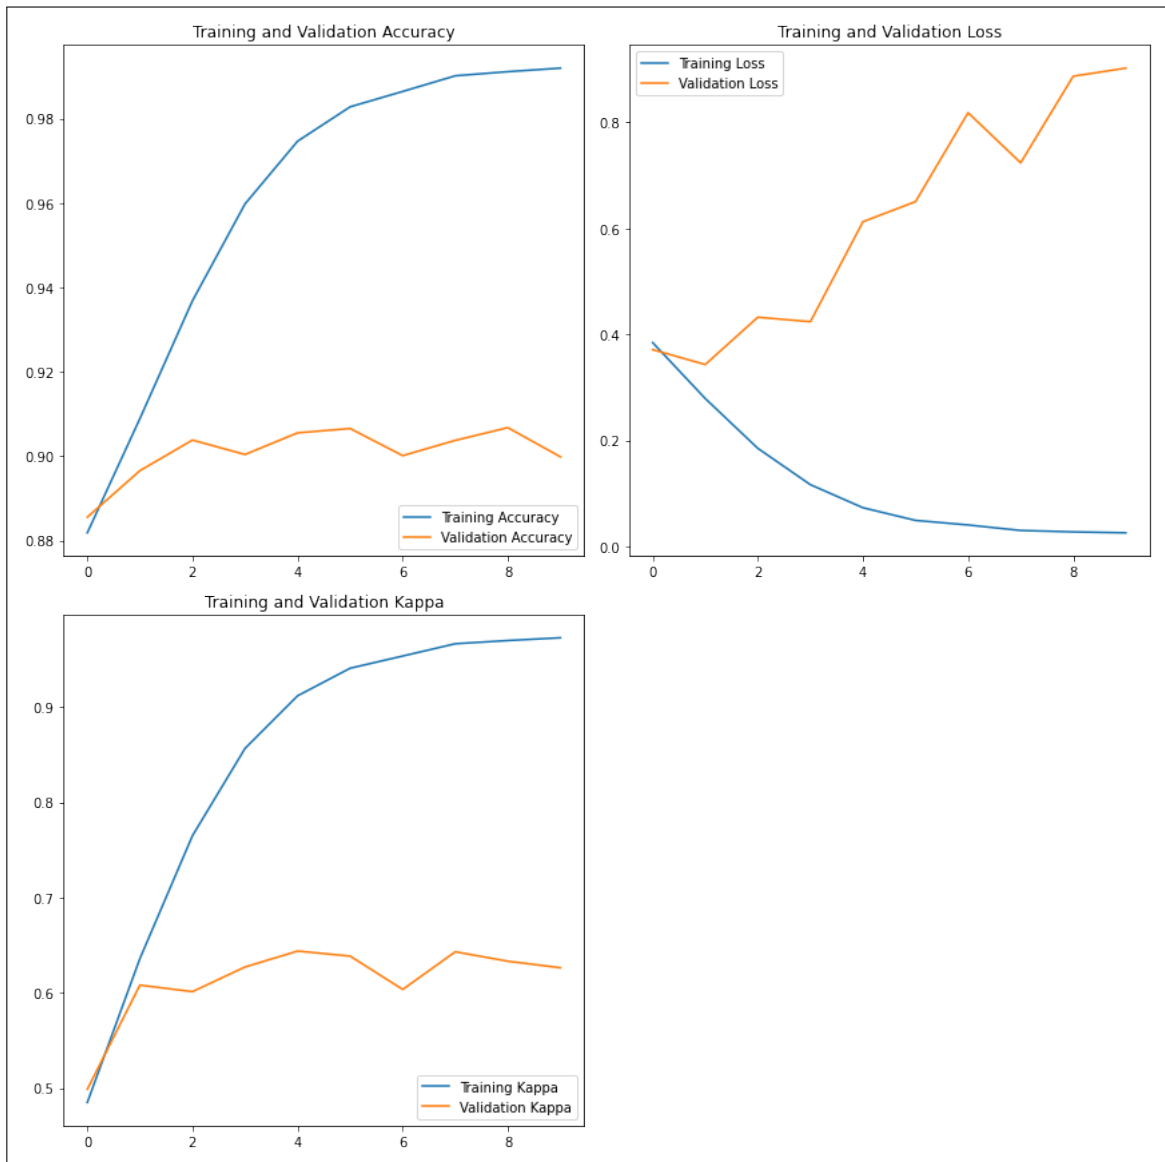 Training and Validation Accuracy
0.98
0.96
0.94
0.92
0.90
0.88
Training Accuracy
Validation Accuracy
0 2 4 6 8
Training and Validation Loss
Training Loss
Validation Loss
0.8
0.6
0.4
0.2
0.0
0 2 4 6 8
Training and Validation Kappa
0.9
0.8
0.7
0.6
0.5
Training Kappa
Validation Kappa
0 2 4 6 8